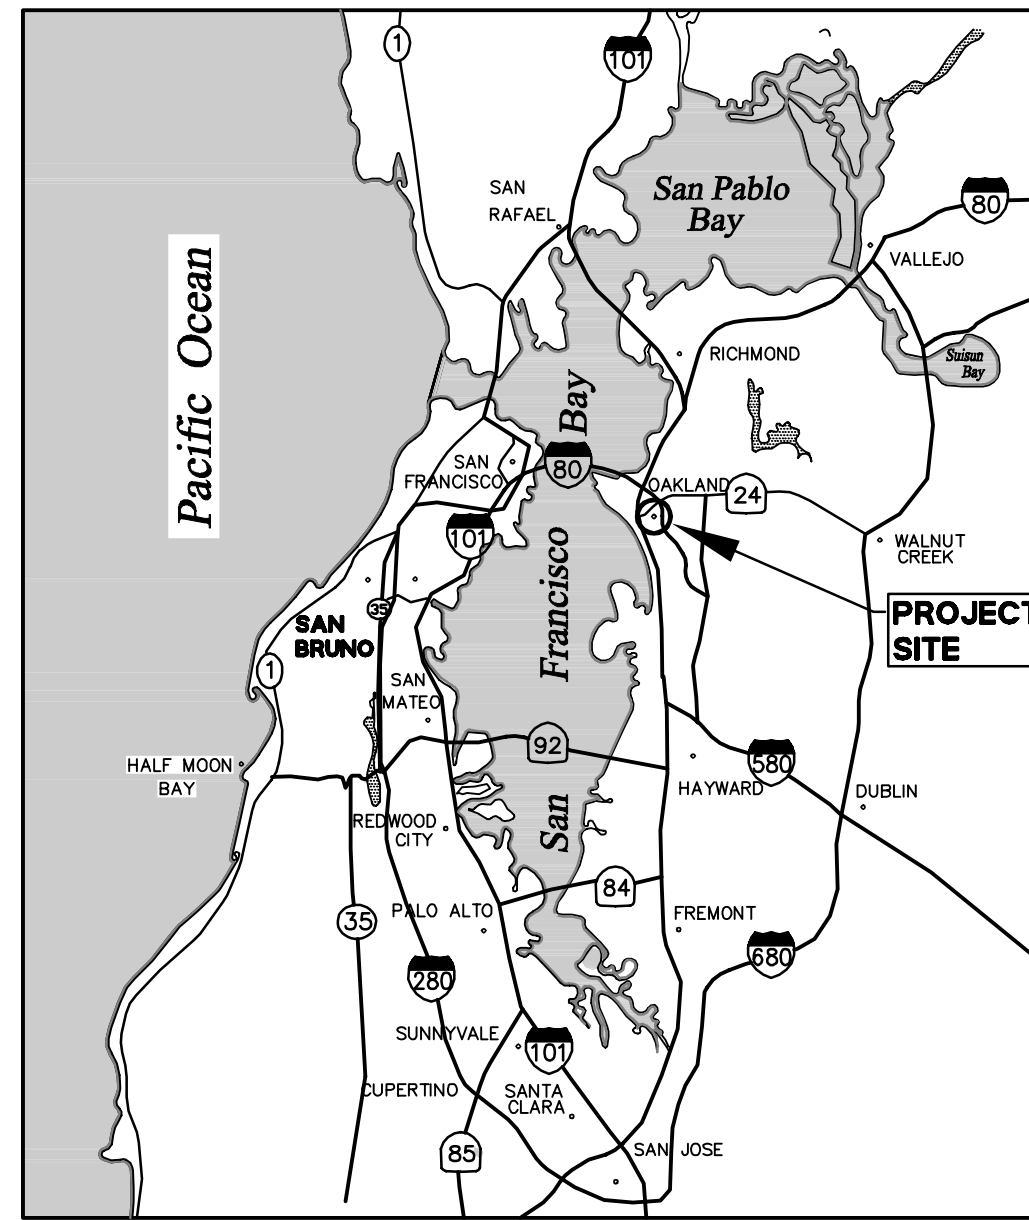 1
101
SAN
RAFAEL
San Pablo
Bay
80
VALLEJO
Pacific Ocean
RICHMOND
Suisun
Bay
San Francisco Bay
SAN
FRANCISCO
80
OAKLAND
24
101
WALNUT
CREEK
PROJECT
SITE
35
SAN
BRUNO
1
SAN
MATEO
92
580
HALF MOON
BAY
HAYWARD
DUBLIN
REDWOOD
CITY
84
35
PALO ALTO
FREMONT
680
280
SUNNYVALE
101
CUPERTINO
SANTA
CLARA
85
SAN JOSE